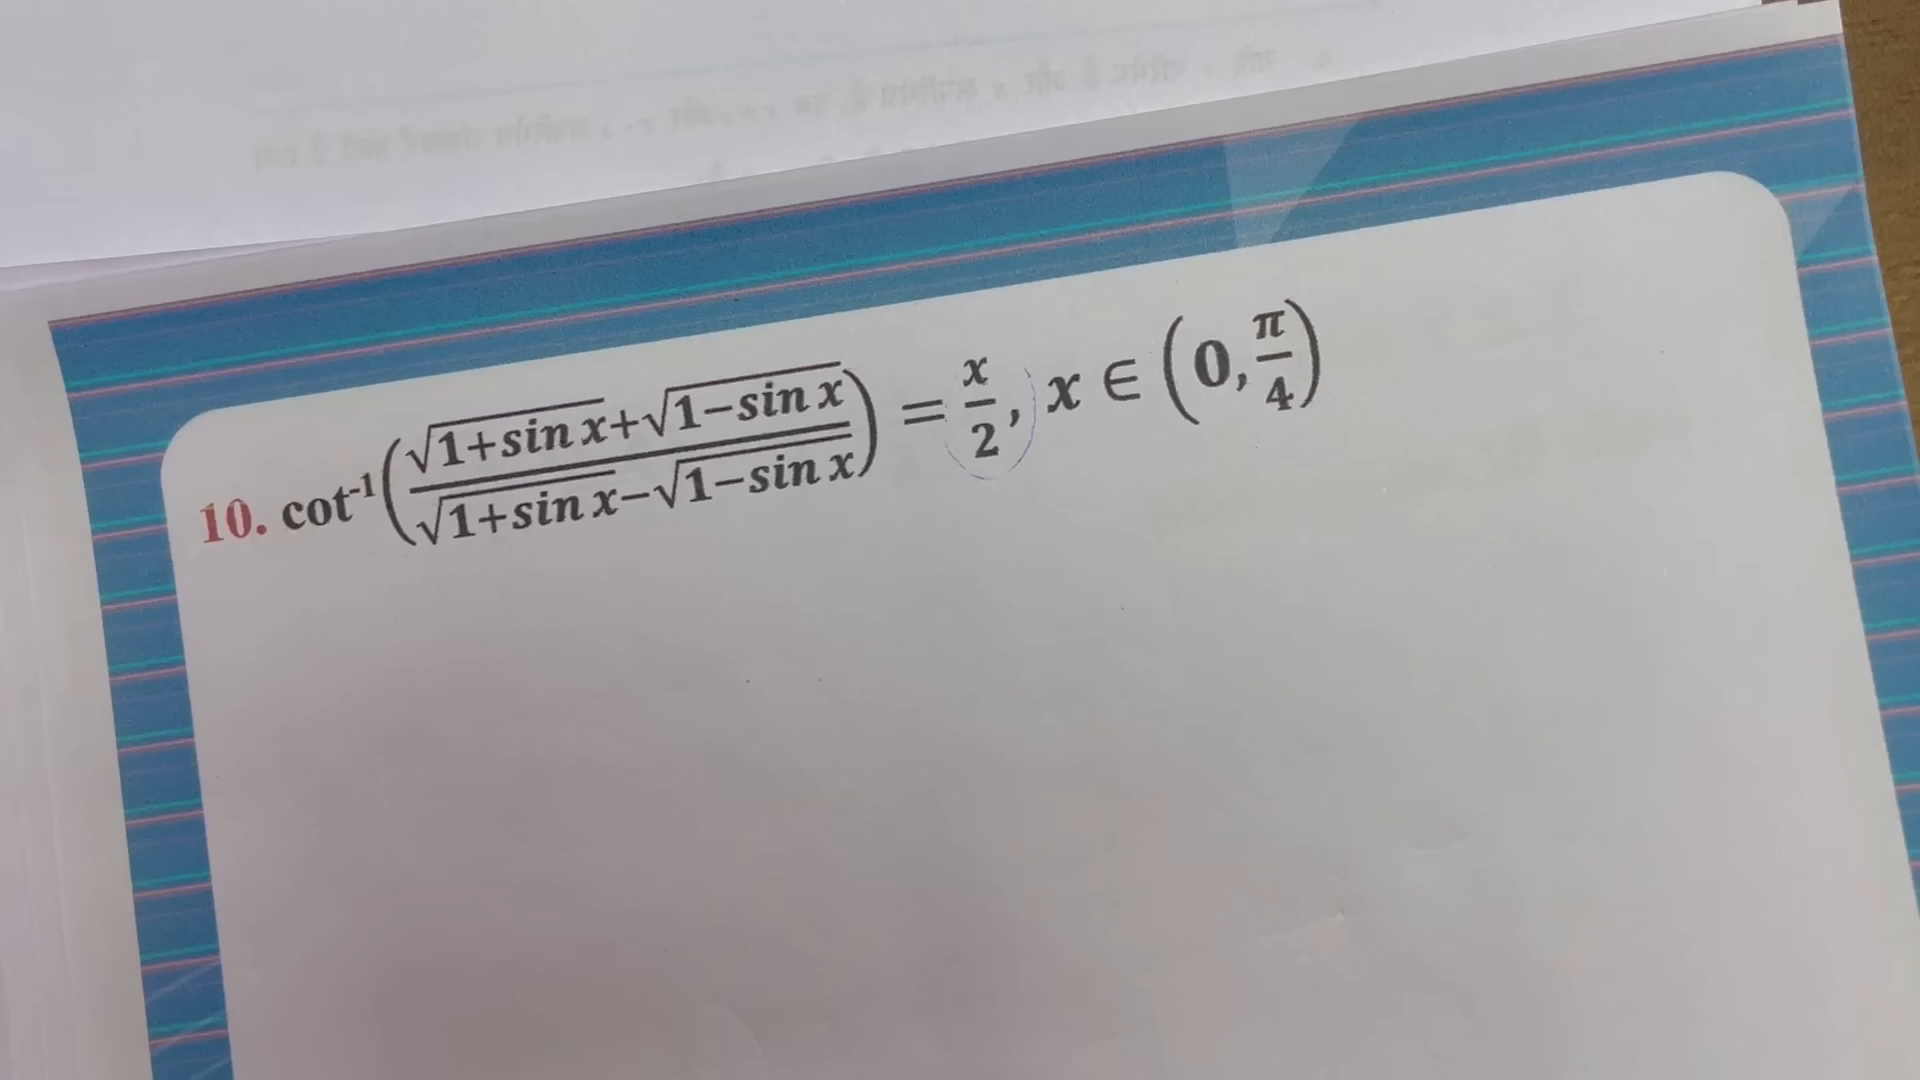 10. cot⁻¹((√(1+sin x)+√(1−sin x))/(√(1+sin x)−√(1−sin x))) = x/2, x ∈ (0, π/4)